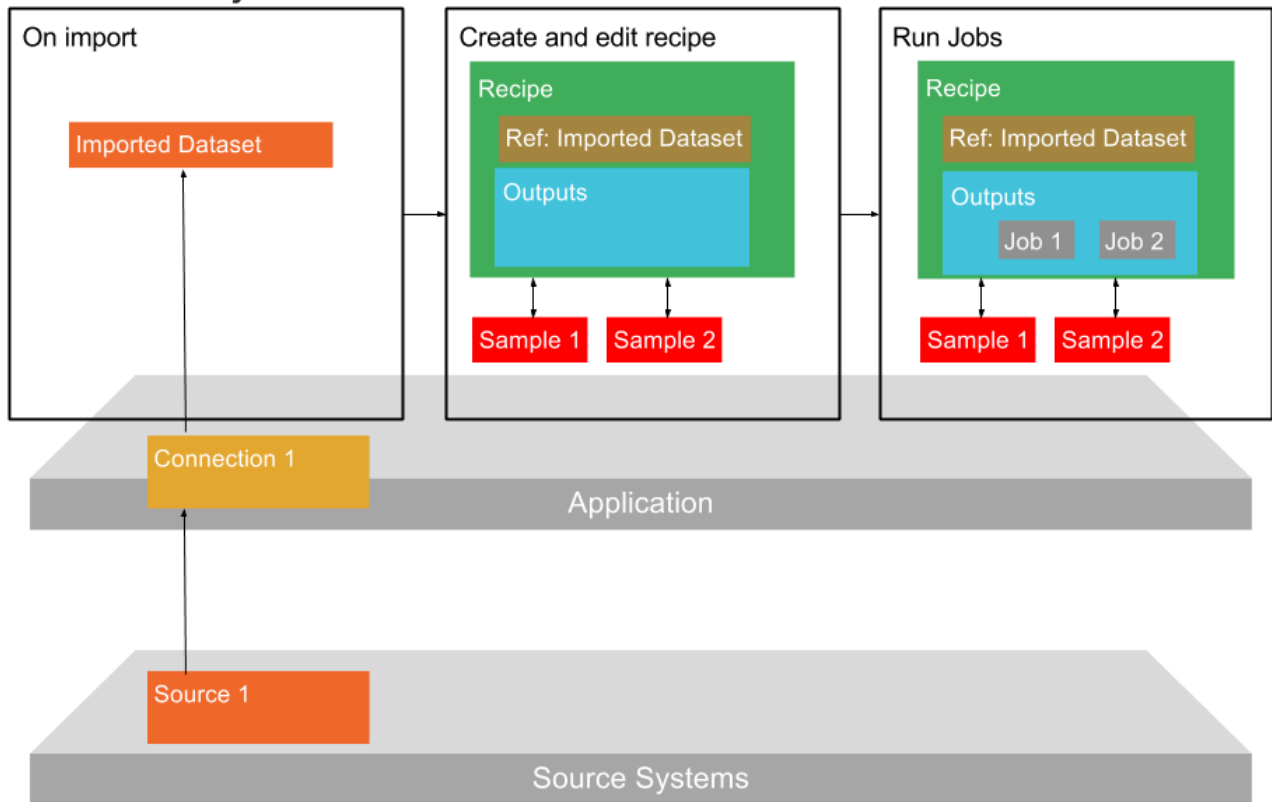 On import
Imported Dataset
Create and edit recipe
Recipe
Ref: Imported Dataset
Outputs
Sample 1
Sample 2
Run Jobs
Recipe
Ref: Imported Dataset
Outputs
Job 1
Job 2
Sample 1
Sample 2
Connection 1
Application
Source 1
Source Systems